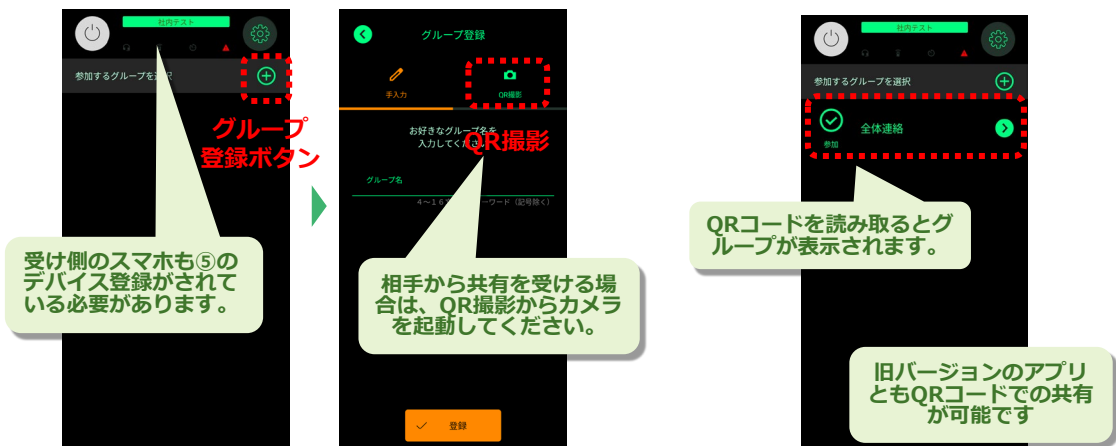 社内テスト
参加するグループを選択
グループ
登録ボタン
受け側のスマホも⑤の
デバイス登録がされて
いる必要があります。
グループ登録
手入力
QR撮影
お好きなグループ名を
入力してください
QR撮影
グループ名
4〜16
ワード（記号除く）
相手から共有を受ける場
合は、QR撮影からカメラ
を起動してください。
登録
社内テスト
参加するグループを選択
全体連絡
参加
QRコードを読み取るとグ
ループが表示されます。
旧バージョンのアプリ
ともQRコードでの共有
が可能です